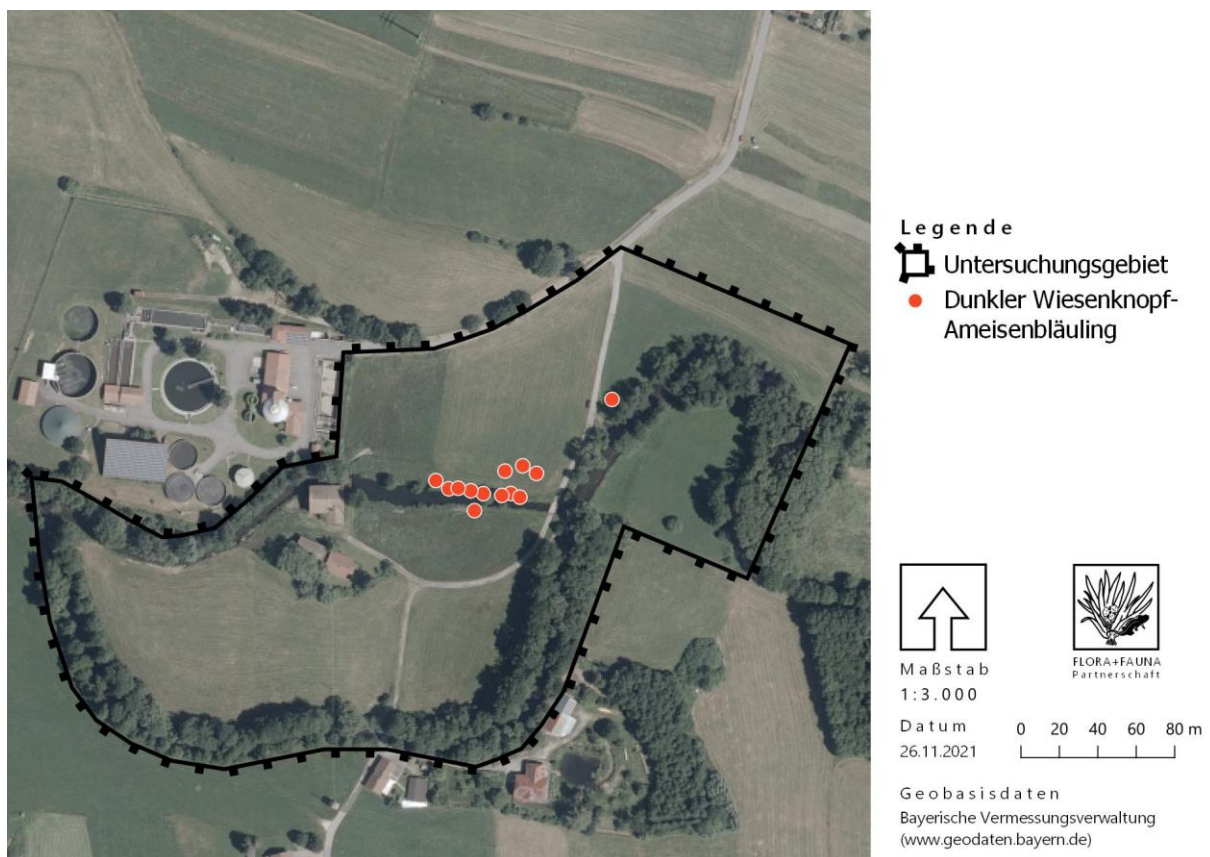 Legende
Untersuchungsgebiet
Dunkler Wiesenknopf-
Ameisenbläuling
Maßstab
1:3.000
FLORA+FAUNA
Partnerschaft
Datum
26.11.2021
0 20 40 60 80 m
Geobasisdaten
Bayerische Vermessungsverwaltung
(www.geodaten.bayern.de)